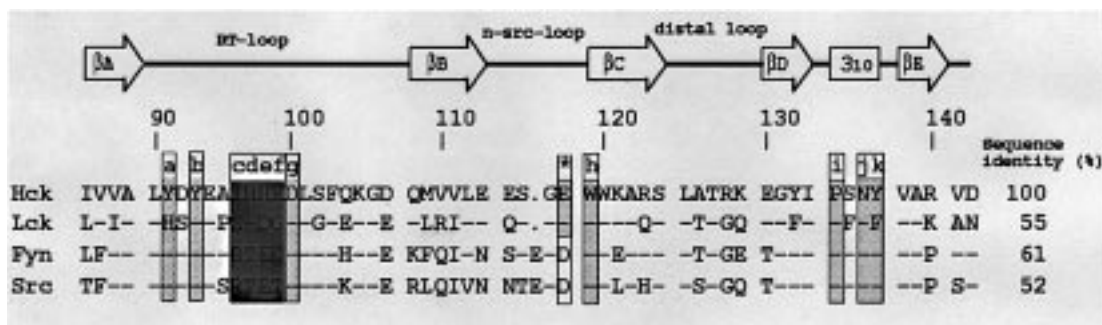 RT-loop n-src-loop distal loop
βA βB βC βD 310 βE
90 100 110 120 130 140 Sequence identity (%)
a b cdefg * h i jk
Hck IVVA LYDYEA DLSFQKGD QMVVLE ES.GE WWKARS LATRK EGYI PSNY VAR VD 100
Lck L-I- -HS--P --G-E--E -LRI-- Q-.-- ----Q- --T-GQ --F- --F-F --K AN 55
Fyn LF-- ------ ----H--E KFQI-N S-E-D --E--- --T-GE T--- ----- --P -- 61
Src TF-- -----S ----K--E RLQIVN NTE-D --L-H- --S-GQ T--- ----- --P S- 52